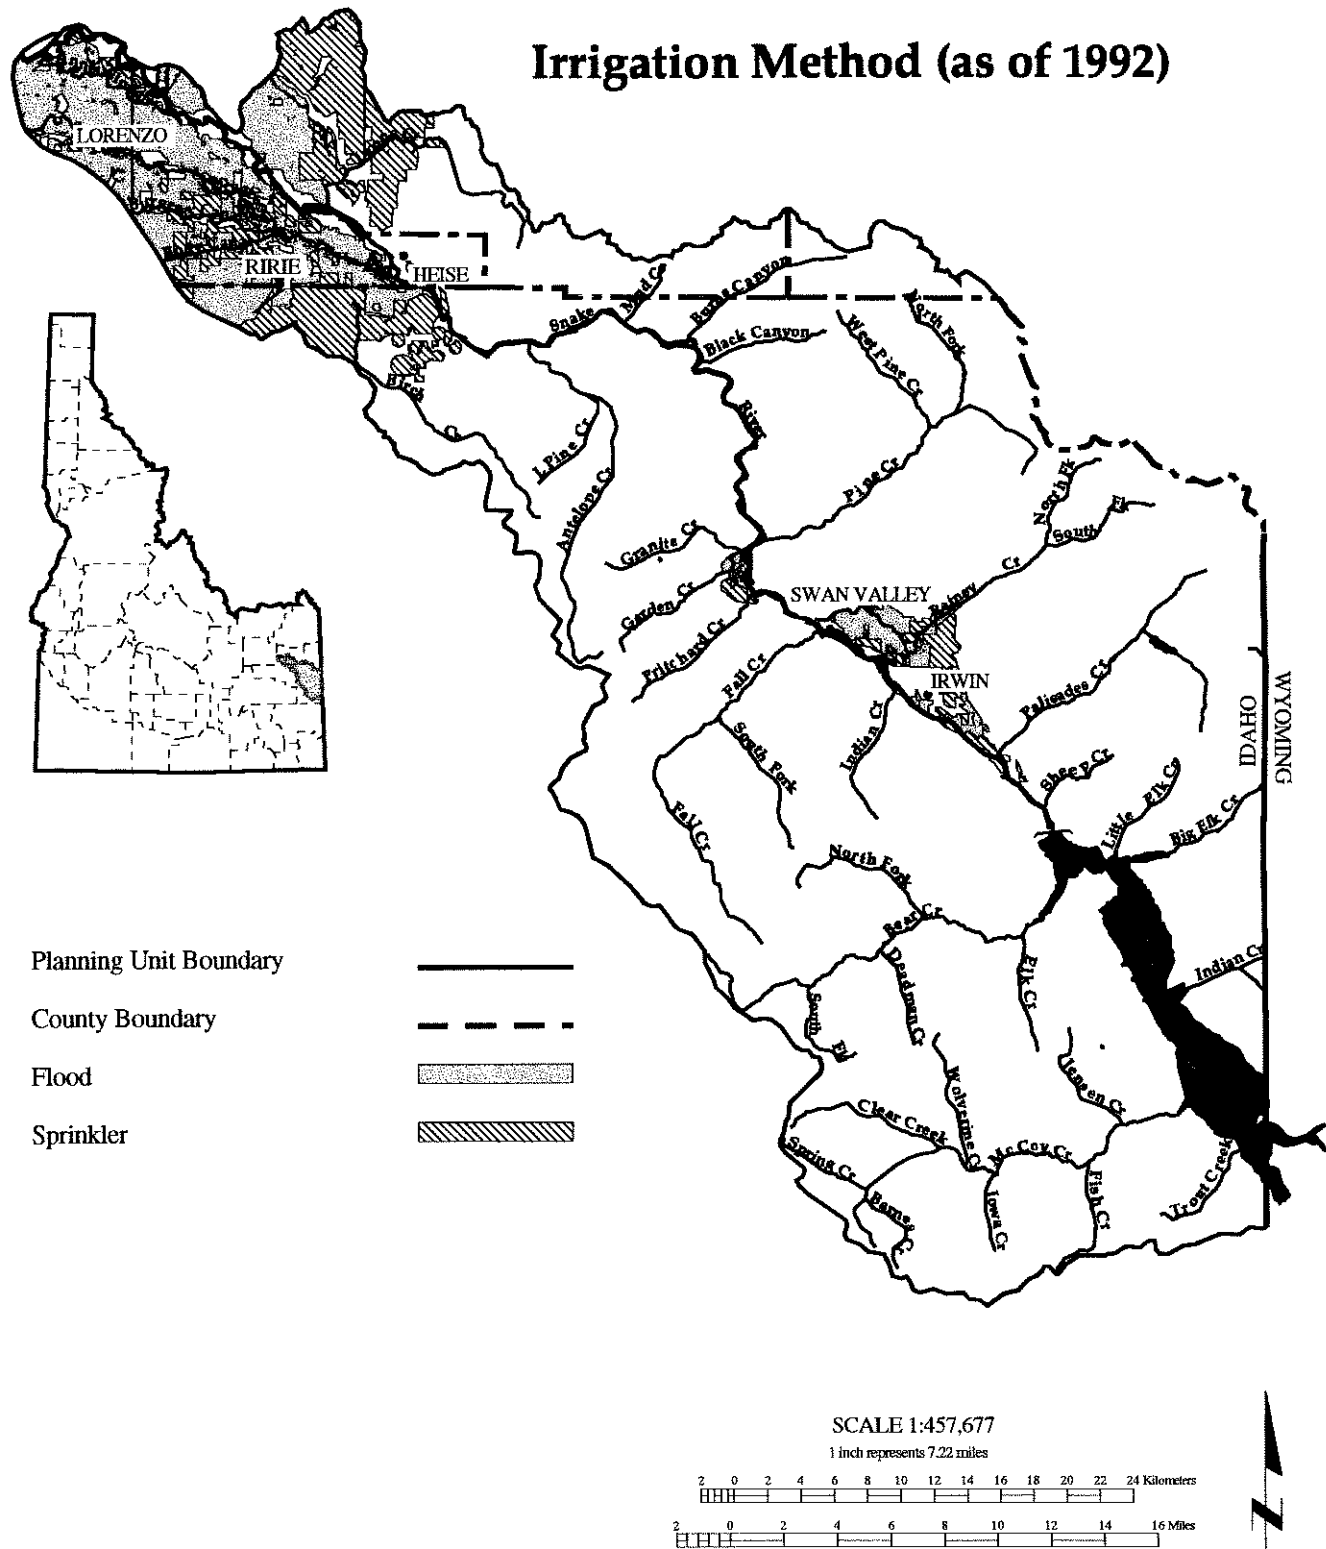 Irrigation Method (as of 1992)
LORENZO
RIRIE
HEISE
Snake
Mud Cr
Burns Canyon
Black Canyon
North Fork
West Pine Cr
Birch
Cr
River
L Pine Cr
Antelope Cr
Pine Cr
North Fk
South Fk
Granite Cr
Garden Cr
Pritchard Cr
SWAN VALLEY
Rainey
Cr
Fall Cr
IRWIN
Palisades Cr
Indian Cr
South Fork
IDAHO
WYOMING
Sheep Cr
Little Elk Cr
Big Elk Cr
Fall Cr
North Fork
Bear Cr
Deadman Cr
Elk Cr
Indian Cr
South Fk
Planning Unit Boundary
County Boundary
Flood
Sprinkler
Wolverine Cr
Jensen Cr
Clear Creek
Spring Cr
Mc Coy Cr
Barnes Cr
Iowa Cr
Fish Cr
Trout Creek
SCALE 1:457,677
1 inch represents 7.22 miles
2 0 2 4 6 8 10 12 14 16 18 20 22 24 Kilometers
2 0 2 4 6 8 10 12 14 16 Miles
N